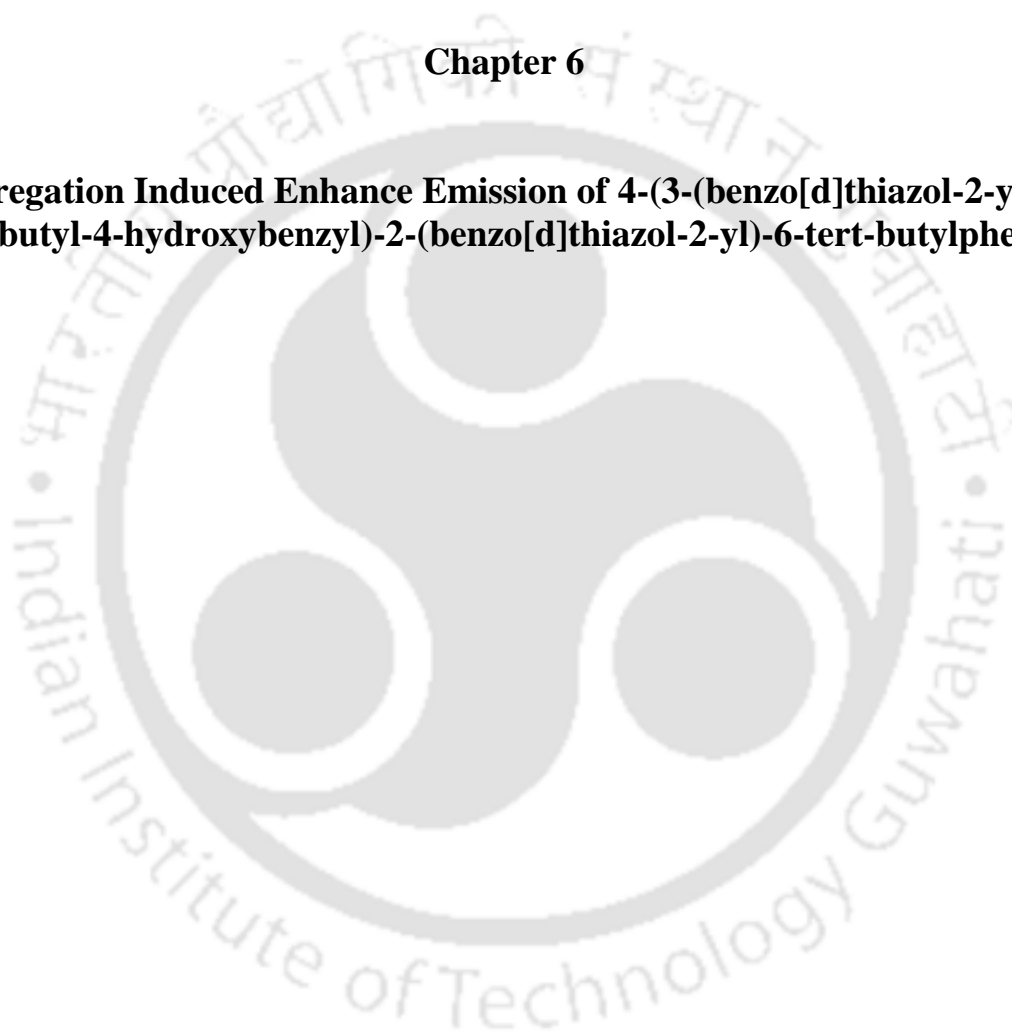 Chapter 6
regation Induced Enhance Emission of 4-(3-(benzo[d]thiazol-2-y
butyl-4-hydroxybenzyl)-2-(benzo[d]thiazol-2-yl)-6-tert-butylphe
भारतीय प्रौद्योगिकी संस्थान गुवाहाटी
Indian Institute of Technology Guwahati